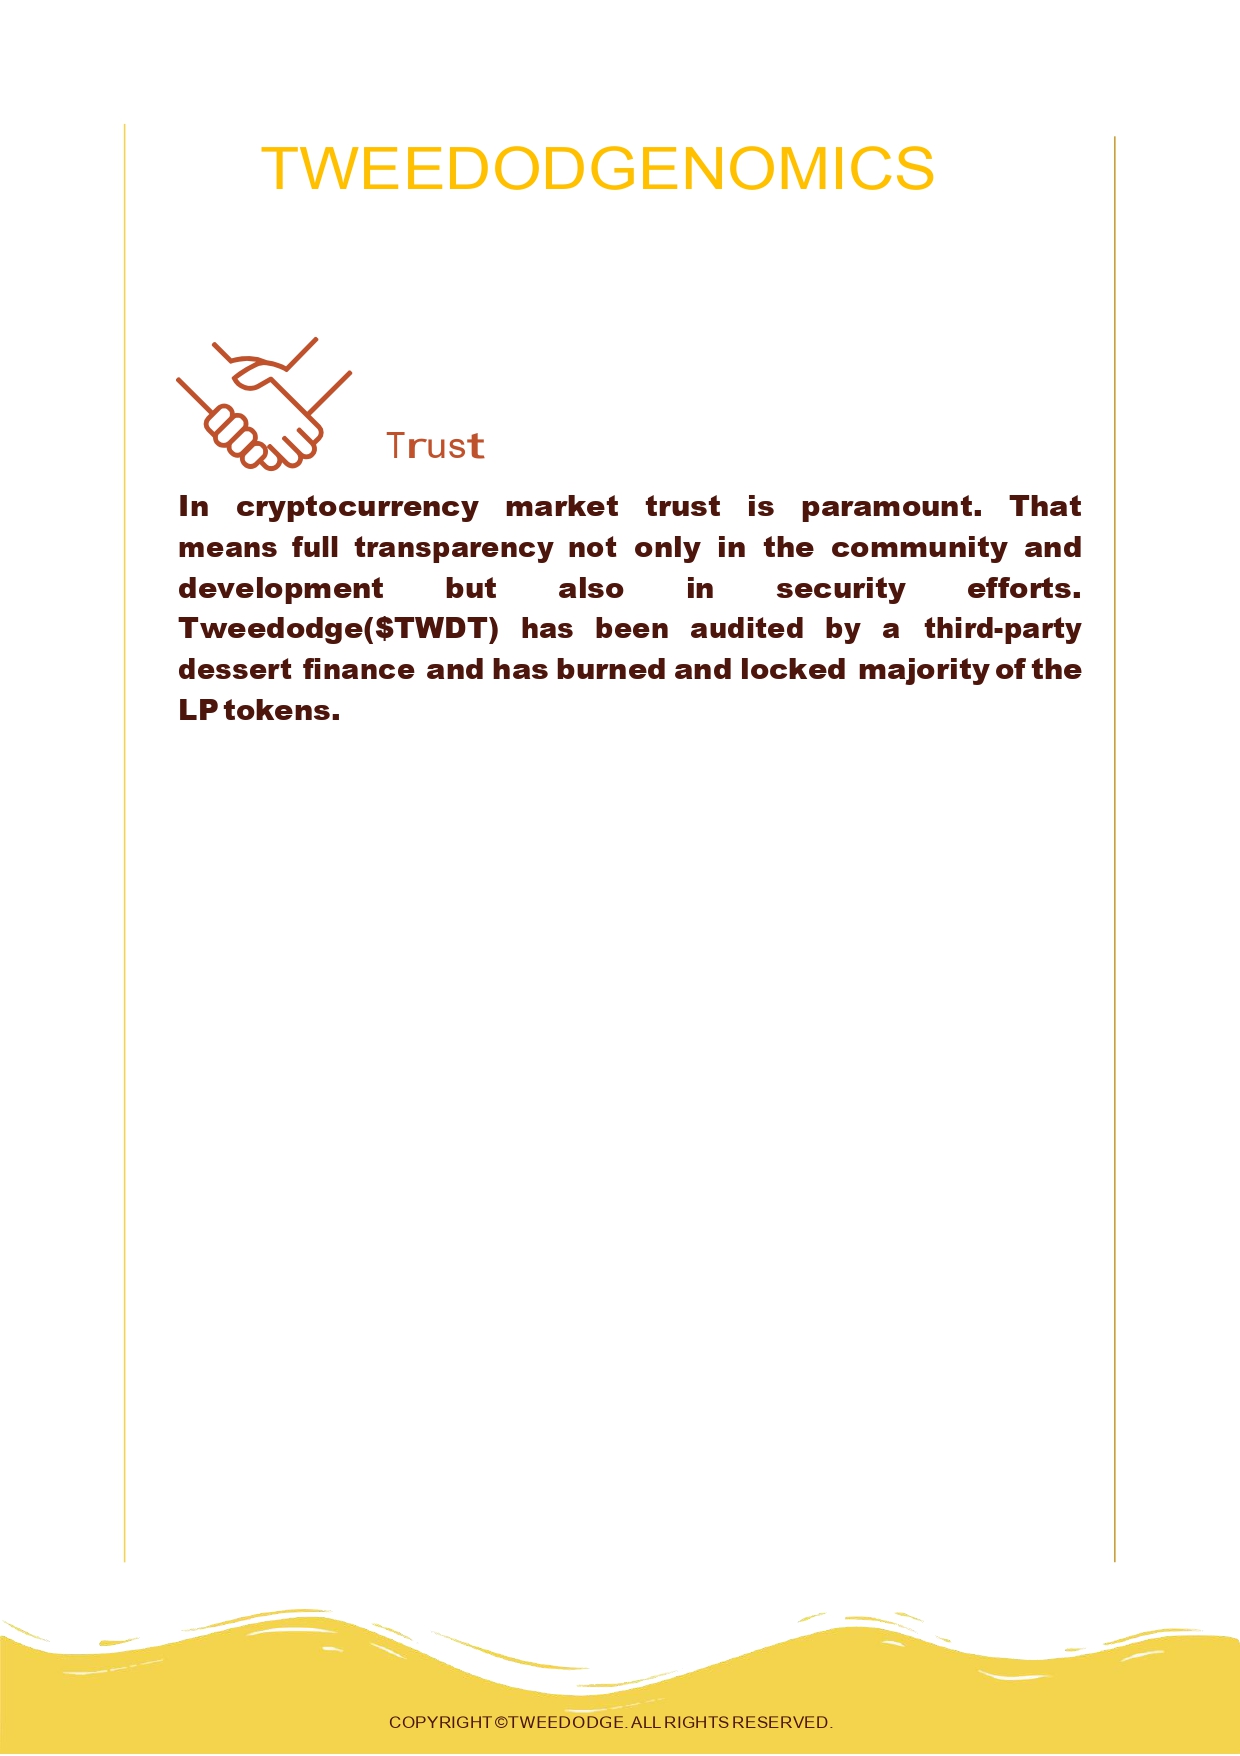 TWEEDODGENOMICS
Trust
In cryptocurrency market trust is paramount. That
means full transparency not only in the community and
development but also in security efforts.
Tweedodge($TWDT) has been audited by a third-party
dessert finance and has burned and locked majority of the
LP tokens.
COPYRIGHT ©TWEEDODGE. ALL RIGHTS RESERVED.